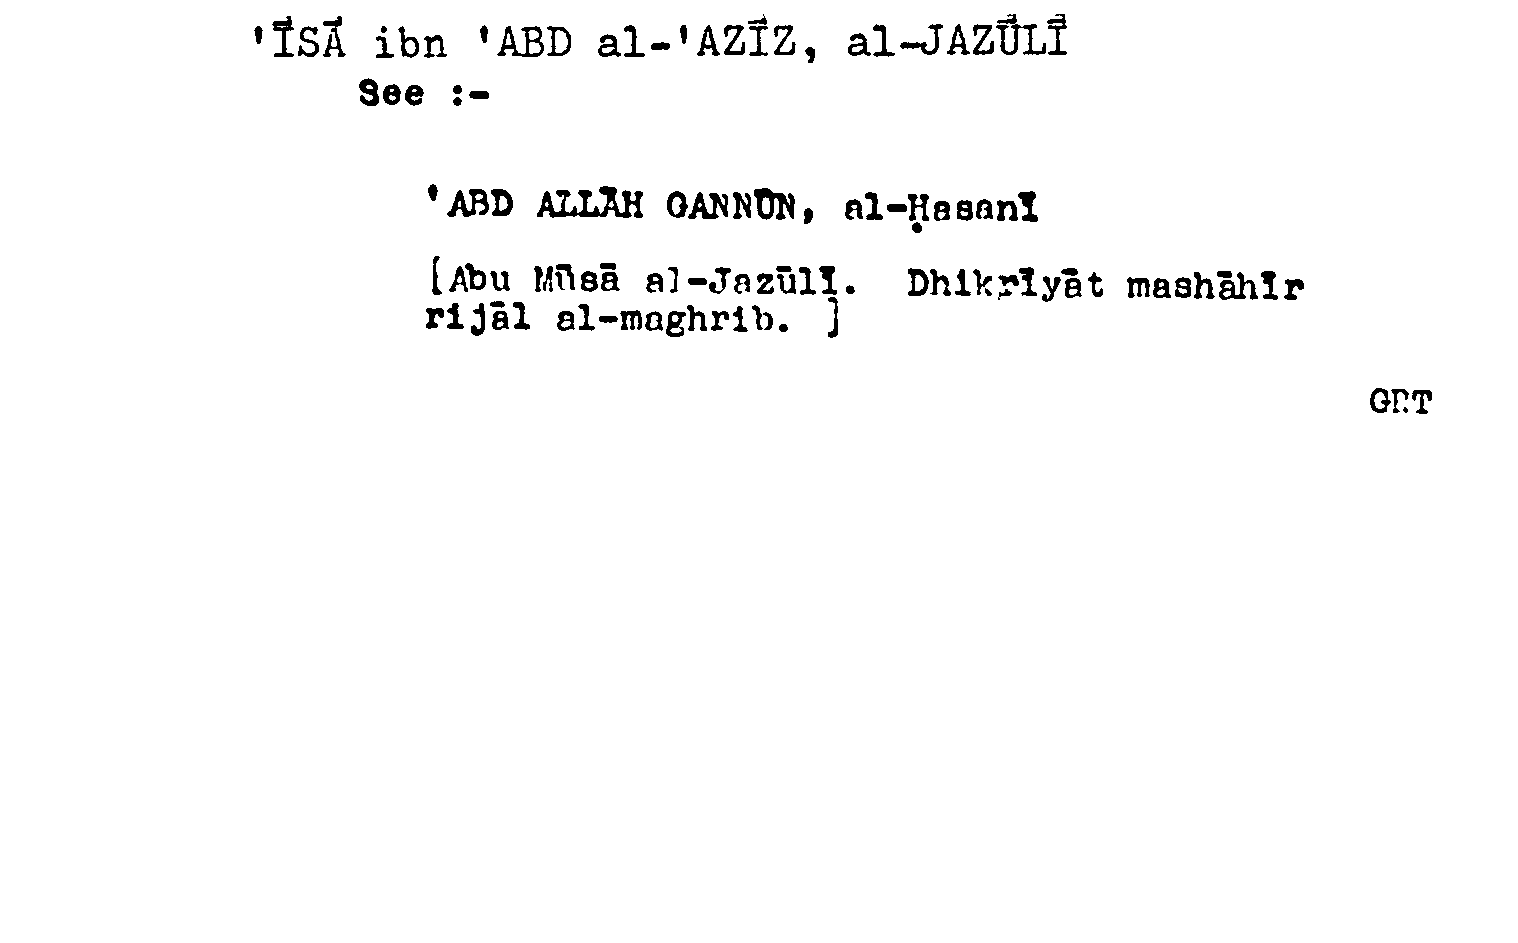 'ĪSĀ ibn 'ABD al-'AZĪZ, al-JAZŪLĪ
See :-
'ABD ALLĀH GANNŪN, al-Ḥasanī
[Abu Mūsā al-Jazūlī. Dhikrīyāt mashāhīr
rijāl al-maghrib. ]